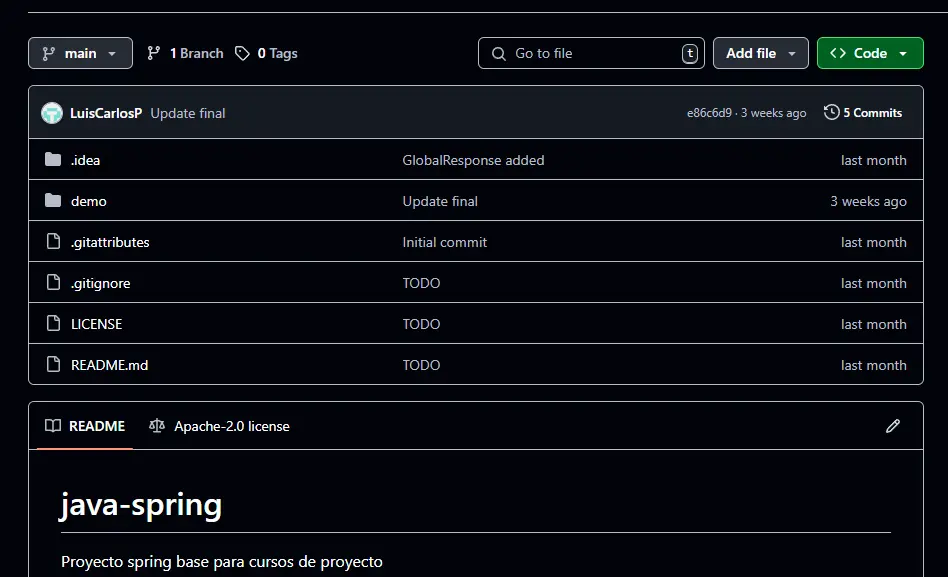 main 1 Branch 0 Tags Go to file t Add file Code
LuisCarlosP Update final e86c6d9 · 3 weeks ago 5 Commits
.idea GlobalResponse added last month
demo Update final 3 weeks ago
.gitattributes Initial commit last month
.gitignore TODO last month
LICENSE TODO last month
README.md TODO last month
README Apache-2.0 license
java-spring
Proyecto spring base para cursos de proyecto